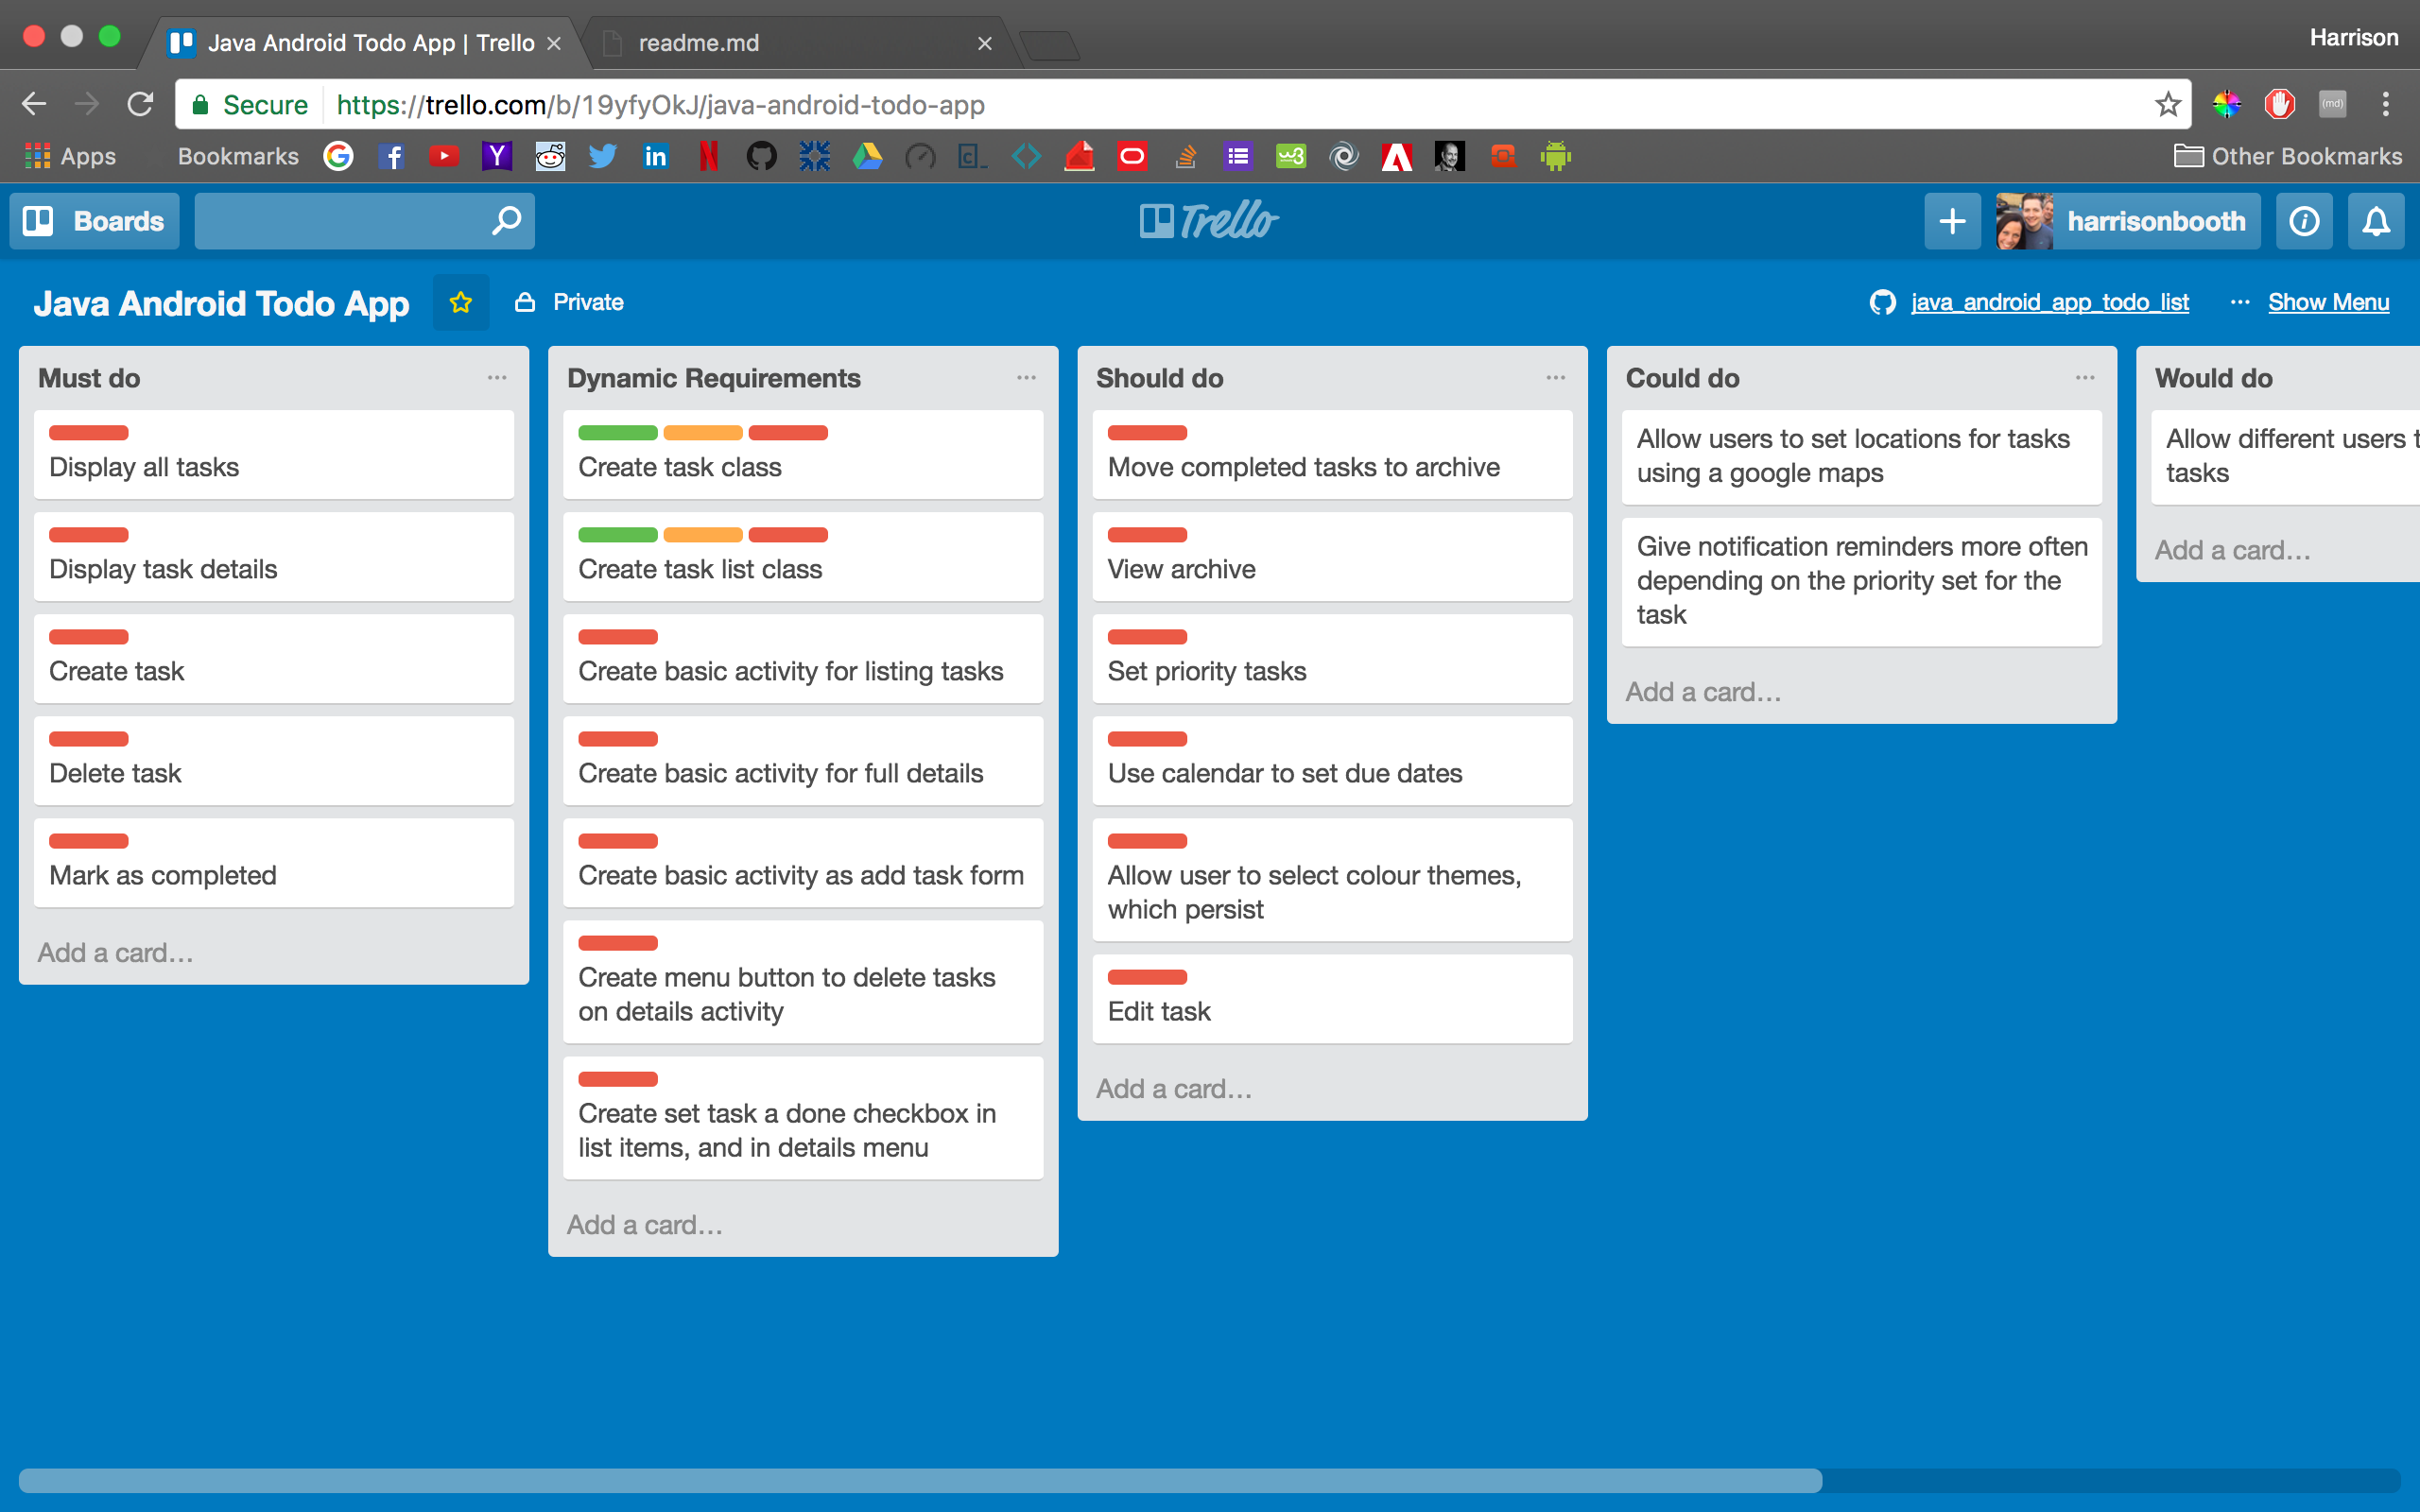 Java Android Todo App | Trello
readme.md
Harrison
Secure
https://trello.com/b/19yfyOkJ/java-android-todo-app
(md)
Apps
Bookmarks
Other Bookmarks
Boards
Trello
harrisonbooth
Java Android Todo App
Private
java_android_app_todo_list
Show Menu
Must do
Display all tasks
Display task details
Create task
Delete task
Mark as completed
Add a card…
Dynamic Requirements
Create task class
Create task list class
Create basic activity for listing tasks
Create basic activity for full details
Create basic activity as add task form
Create menu button to delete tasks
on details activity
Create set task a done checkbox in
list items, and in details menu
Add a card…
Should do
Move completed tasks to archive
View archive
Set priority tasks
Use calendar to set due dates
Allow user to select colour themes,
which persist
Edit task
Add a card…
Could do
Allow users to set locations for tasks
using a google maps
Give notification reminders more often
depending on the priority set for the
task
Add a card…
Would do
Allow different users
tasks
Add a card…